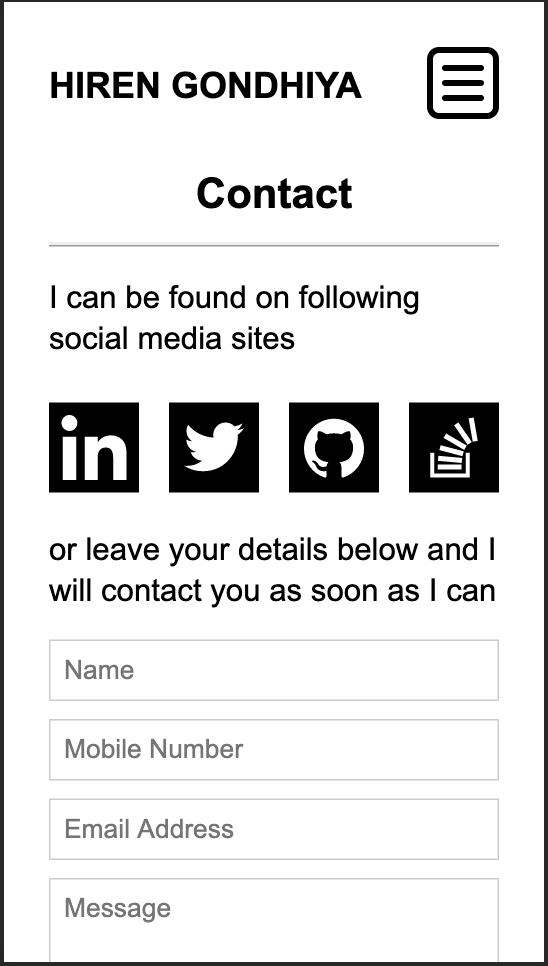 HIREN GONDHIYA
Contact
I can be found on following
social media sites
in
or leave your details below and I
will contact you as soon as I can
Name
Mobile Number
Email Address
Message